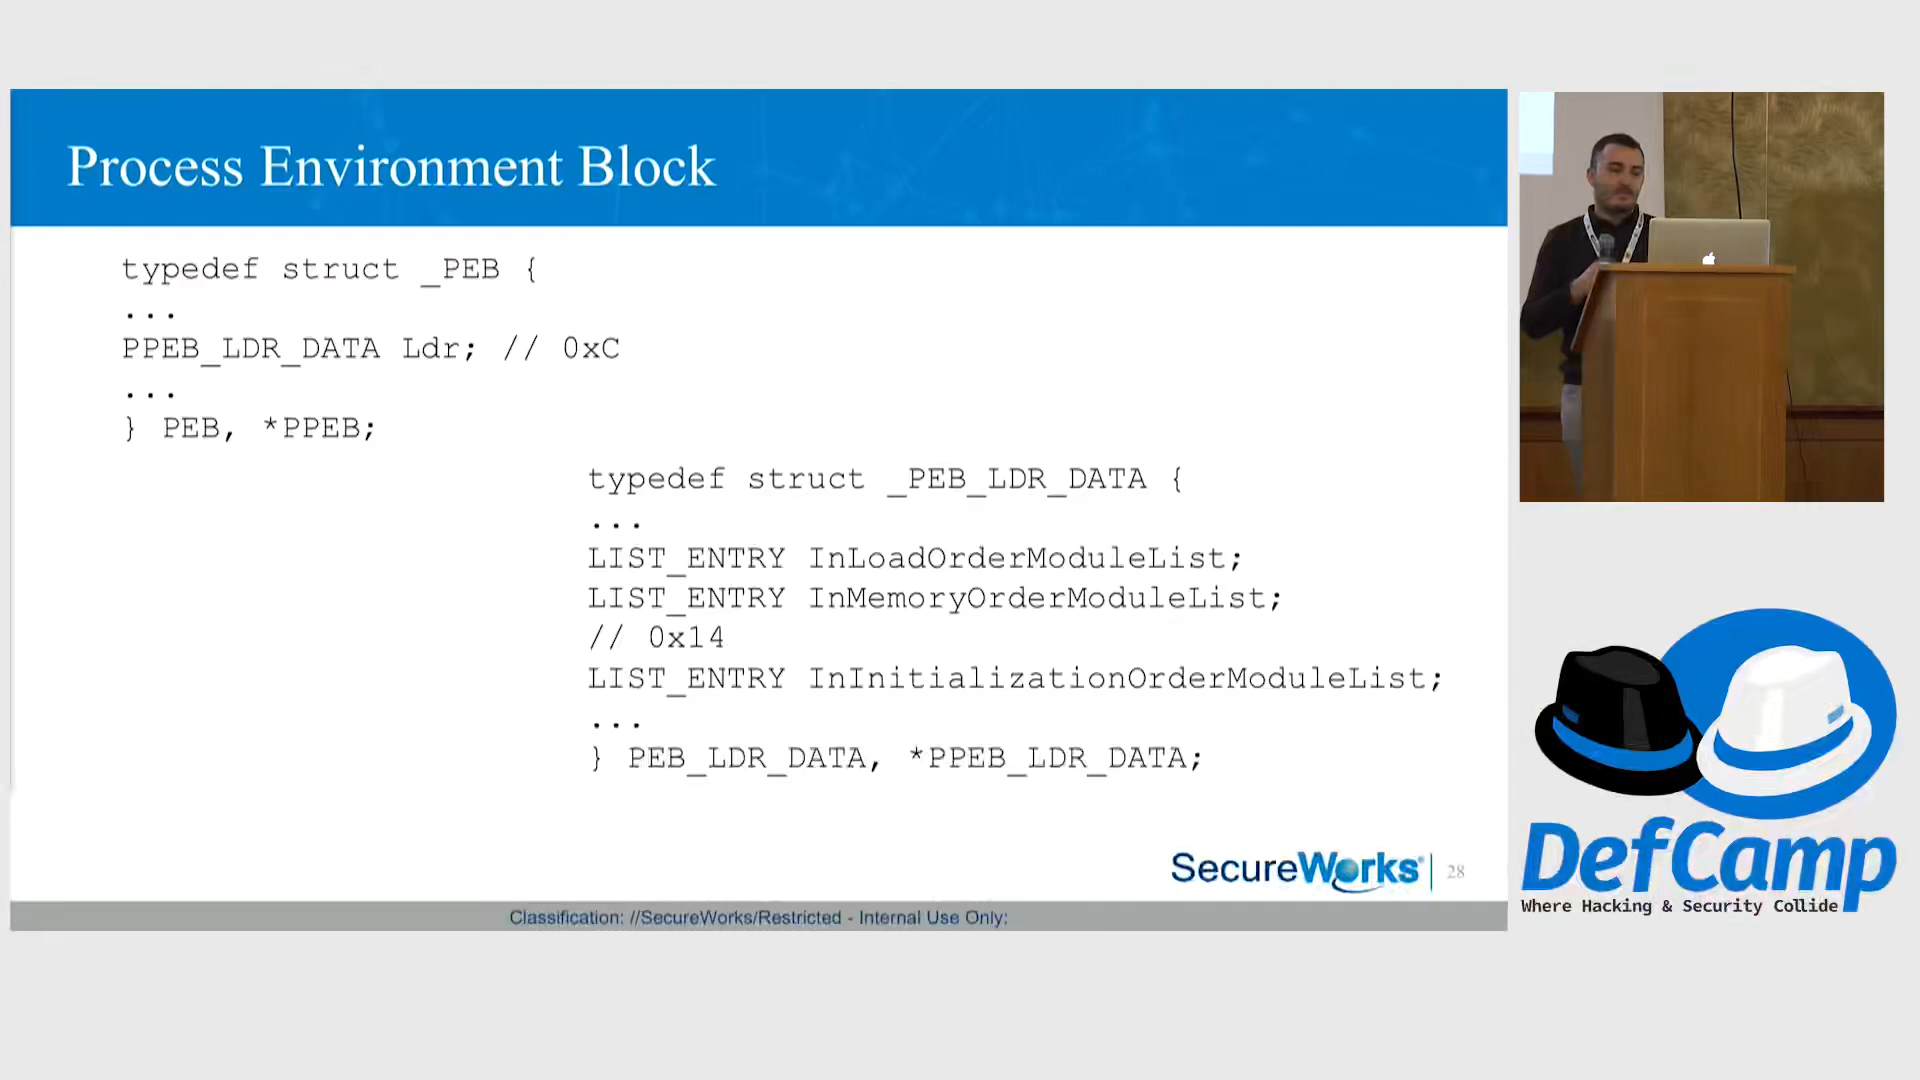 Process Environment Block
typedef struct _PEB {
...
PPEB_LDR_DATA Ldr; // 0xC
...
} PEB, *PPEB;
typedef struct _PEB_LDR_DATA {
...
LIST_ENTRY InLoadOrderModuleList;
LIST_ENTRY InMemoryOrderModuleList;
// 0x14
LIST_ENTRY InInitializationOrderModuleList;
...
} PEB_LDR_DATA, *PPEB_LDR_DATA;
SecureWorks
28
Classification: //SecureWorks/Restricted - Internal Use Only:
DefCamp
Where Hacking & Security Collide